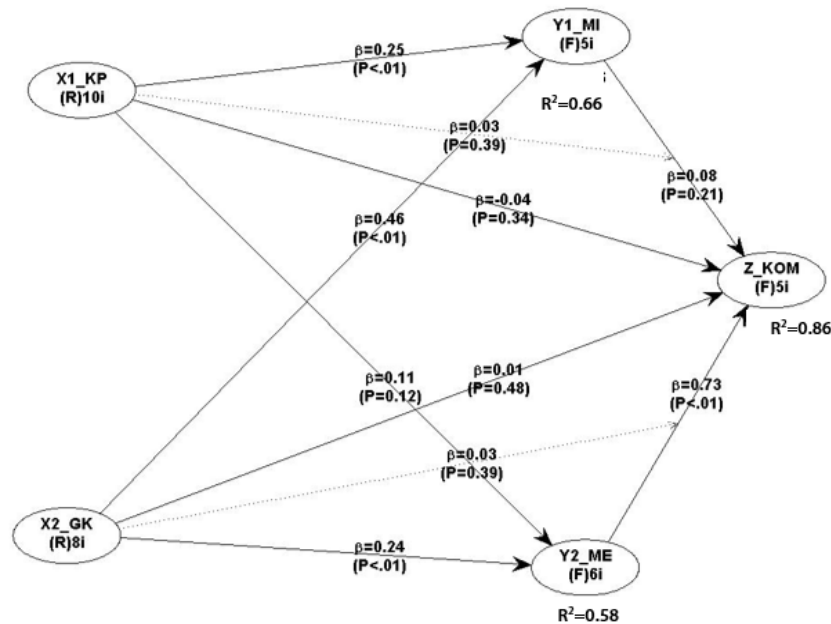 Y1_MI
(F)5i
β=0.25
(P<.01)
X1_KP
(R)10i
i
R²=0.66
β=0.03
(P=0.39)
β=0.08
(P=0.21)
β=-0.04
(P=0.34)
β=0.46
(P<.01)
Z_KOM
(F)5i
R²=0.86
β=0.11
(P=0.12)
β=0.01
(P=0.48)
β=0.73
(P<.01)
β=0.03
(P=0.39)
X2_GK
(R)8i
β=0.24
(P<.01)
Y2_ME
(F)6i
R²=0.58